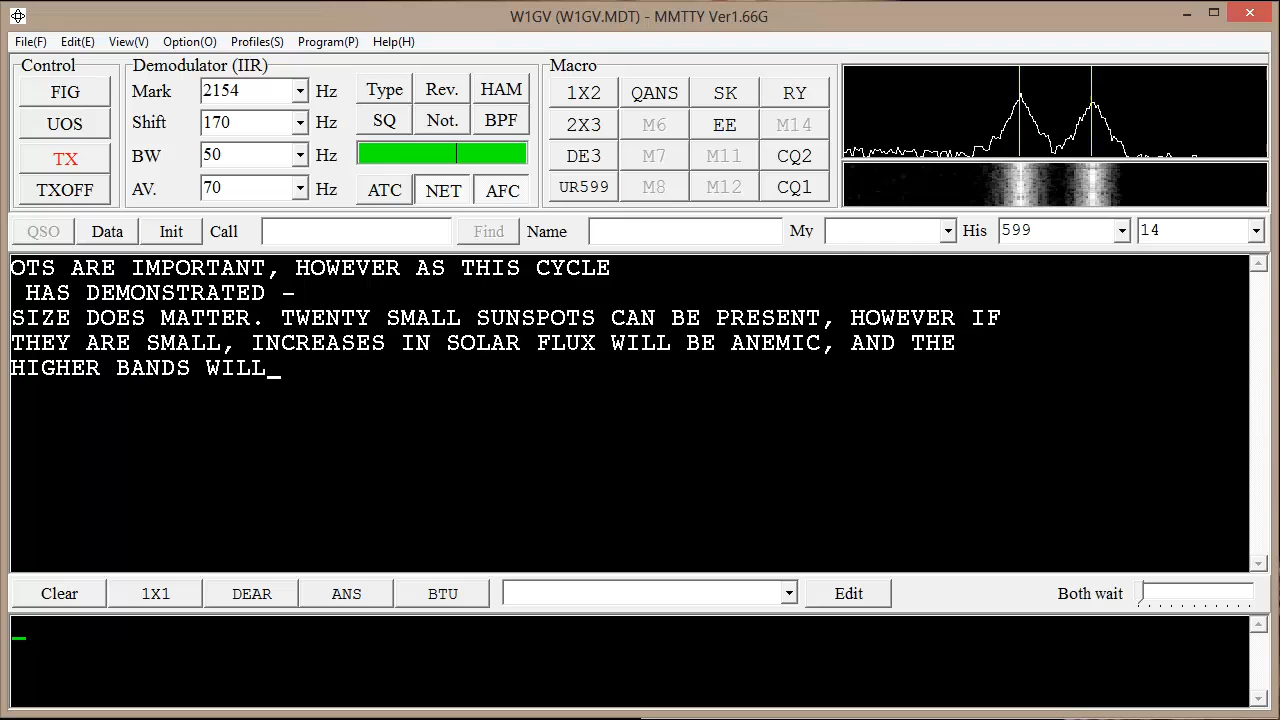 W1GV (W1GV.MDT) - MMTTY Ver1.66G
File(F) Edit(E) View(V) Option(O) Profiles(S) Program(P) Help(H)
Control Demodulator (IIR) Macro
FIG Mark 2154 Hz Type Rev. HAM 1X2 QANS SK RY
UOS Shift 170 Hz SQ Not. BPF 2X3 M6 EE M14
TX BW 50 Hz DE3 M7 M11 CQ2
TXOFF AV. 70 Hz ATC NET AFC UR599 M8 M12 CQ1
QSO Data Init Call Find Name My His 599 14
OTS ARE IMPORTANT, HOWEVER AS THIS CYCLE
HAS DEMONSTRATED -
SIZE DOES MATTER. TWENTY SMALL SUNSPOTS CAN BE PRESENT, HOWEVER IF
THEY ARE SMALL, INCREASES IN SOLAR FLUX WILL BE ANEMIC, AND THE
HIGHER BANDS WILL_
Clear 1X1 DEAR ANS BTU Edit Both wait